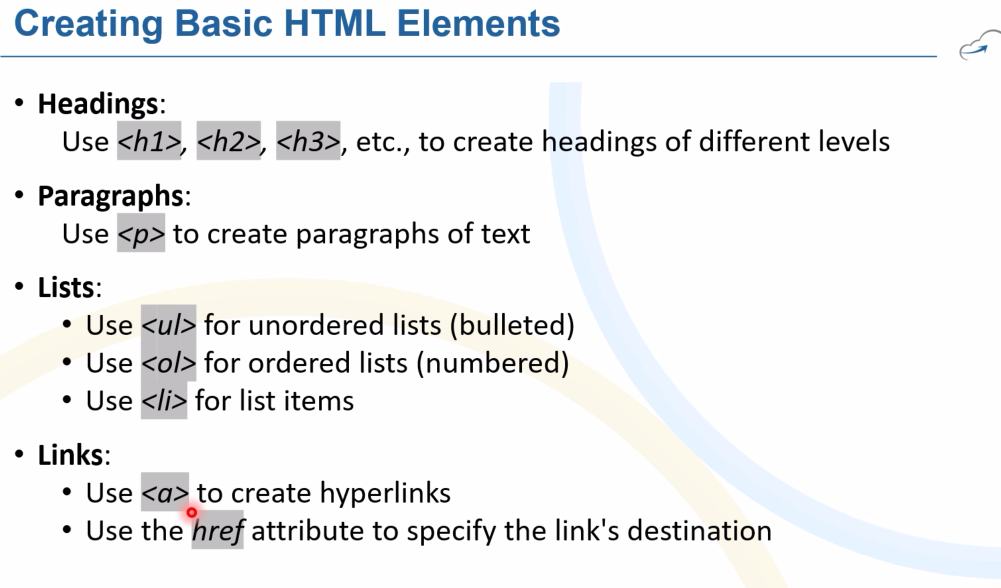 Creating Basic HTML Elements
• Headings:
Use <h1>, <h2>, <h3>, etc., to create headings of different levels
• Paragraphs:
Use <p> to create paragraphs of text
• Lists:
• Use <ul> for unordered lists (bulleted)
• Use <ol> for ordered lists (numbered)
• Use <li> for list items
• Links:
• Use <a> to create hyperlinks
• Use the href attribute to specify the link's destination